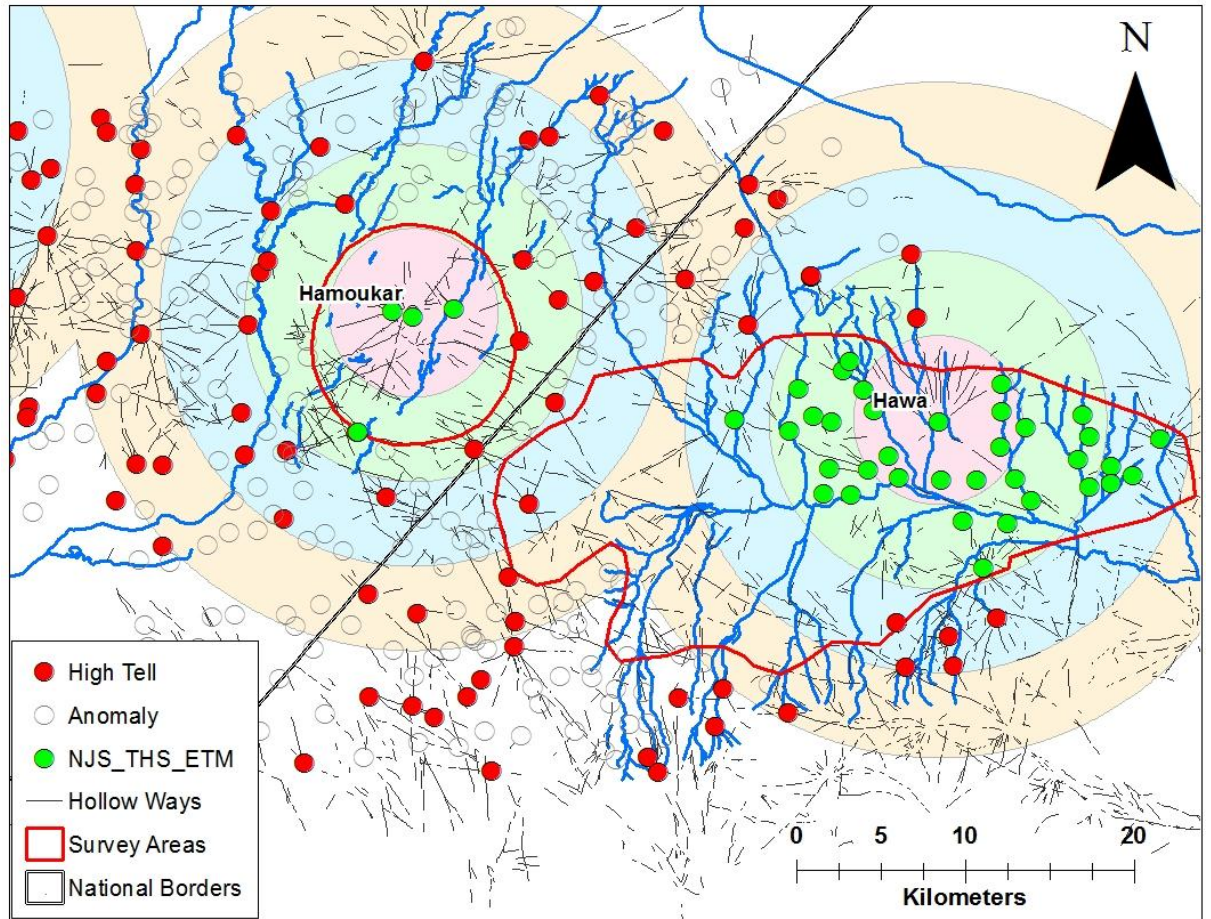 N
Hamoukar
Hawa
High Tell
Anomaly
NJS_THS_ETM
Hollow Ways
Survey Areas
National Borders
0 5 10 20
Kilometers